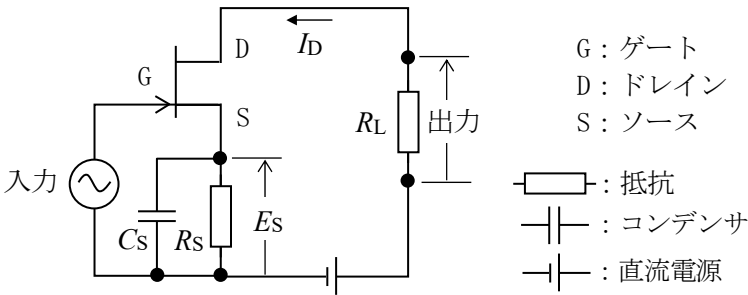 D
G
S
I_D
入力
C_S
R_S
E_S
R_L
出力
G：ゲート
D：ドレイン
S：ソース
：抵抗
：コンデンサ
：直流電源